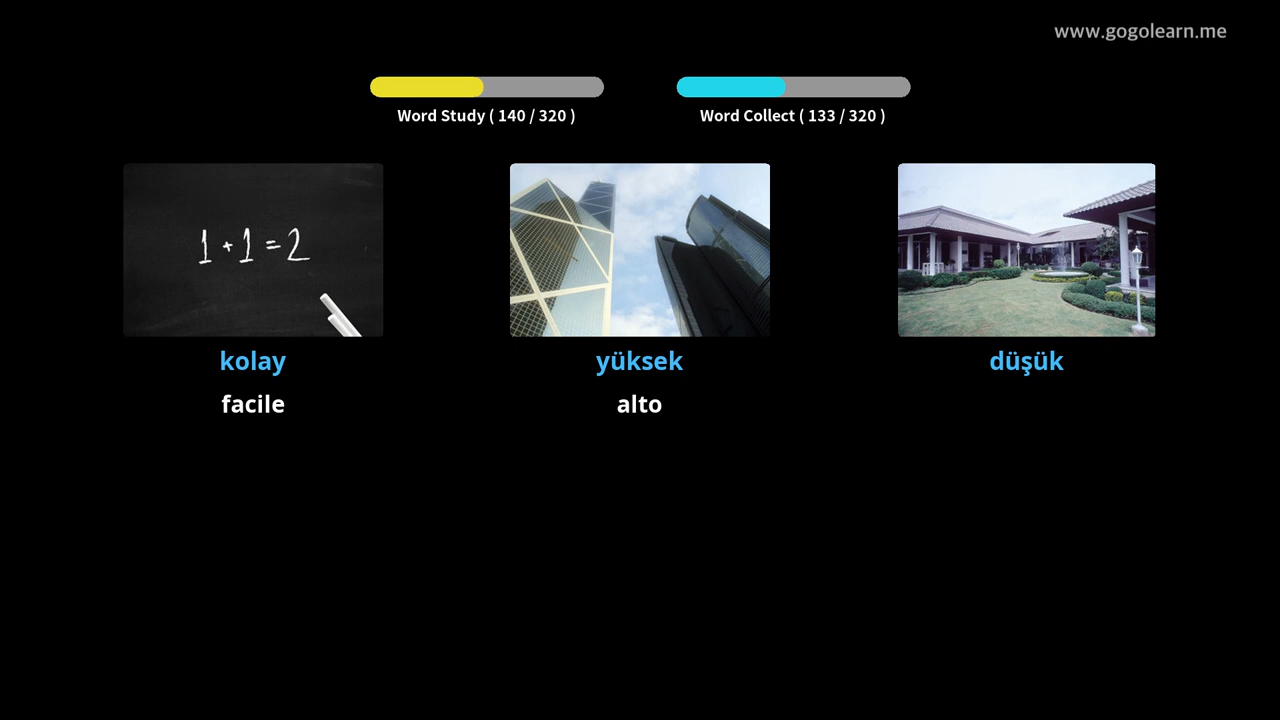 www.gogolearn.me
Word Study ( 140 / 320 )
Word Collect ( 133 / 320 )
1 + 1 = 2
kolay
yüksek
düşük
facile
alto